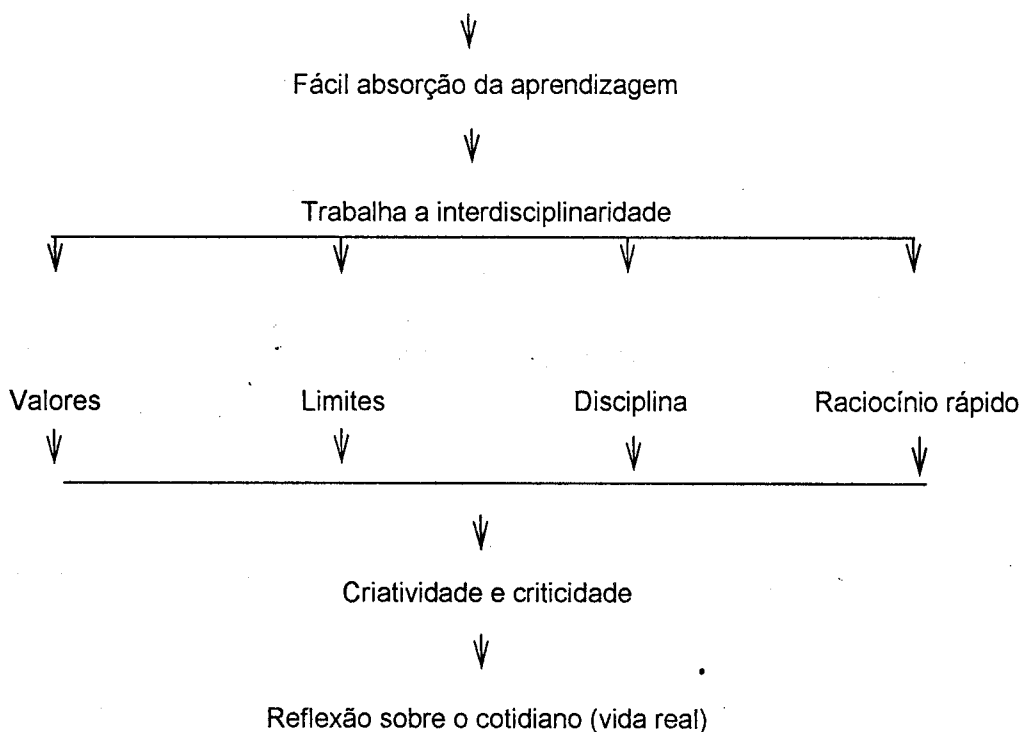 Fácil absorção da aprendizagem
Trabalha a interdisciplinaridade
Valores Limites Disciplina Raciocínio rápido
Criatividade e criticidade
Reflexão sobre o cotidiano (vida real)